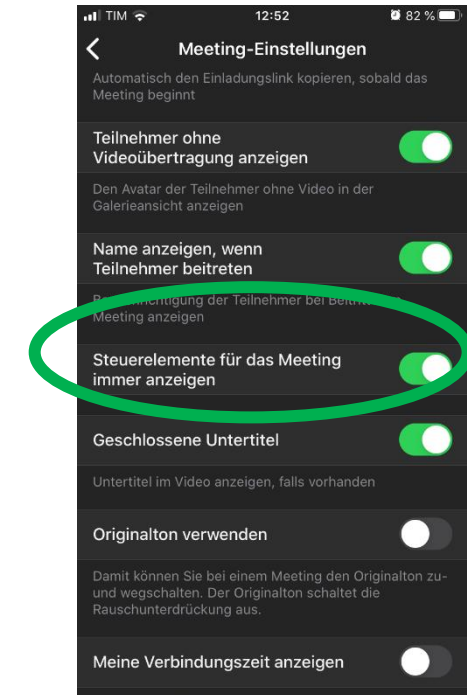 TIM 12:52 82 %
Meeting-Einstellungen
Automatisch den Einladungslink kopieren, sobald das
Meeting beginnt
Teilnehmer ohne
Videoübertragung anzeigen
Den Avatar der Teilnehmer ohne Video in der
Galerieansicht anzeigen
Name anzeigen, wenn
Teilnehmer beitreten
der Teilnehmer bei
Meeting anzeigen
Steuerelemente für das Meeting
immer anzeigen
Geschlossene Untertitel
Untertitel im Video anzeigen, falls vorhanden
Originalton verwenden
Damit können Sie bei einem Meeting den Originalton zu-
und wegschalten. Der Originalton schaltet die
Rauschunterdrückung aus.
Meine Verbindungszeit anzeigen